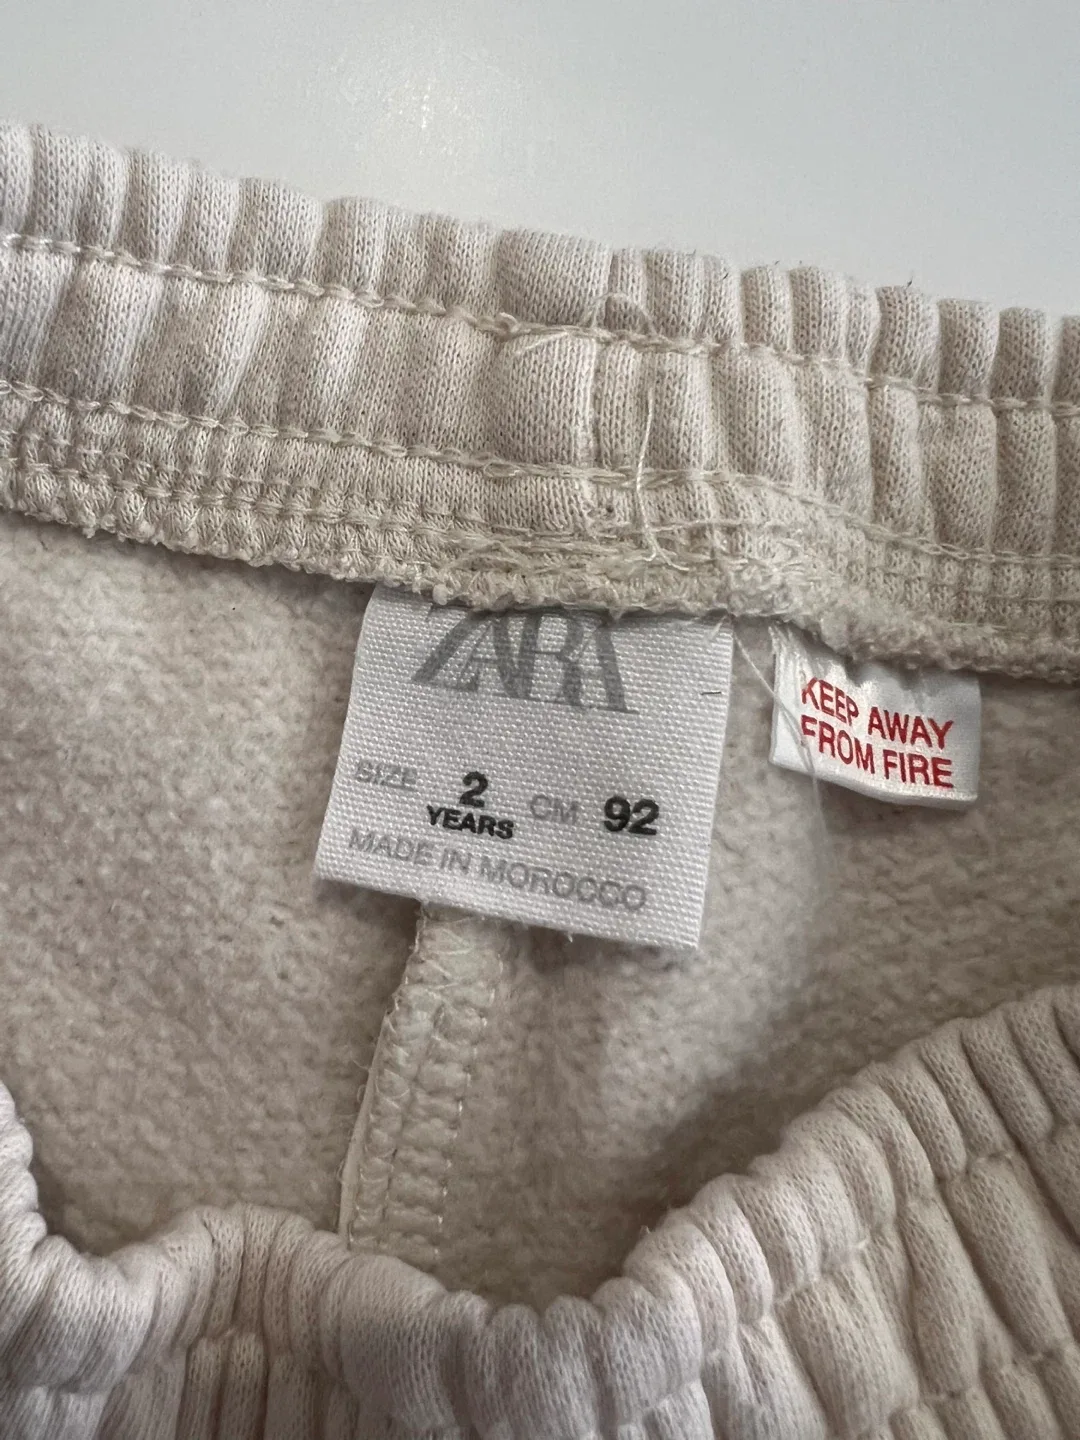 ZARA
SIZE 2 YEARS CM 92
MADE IN MOROCCO
KEEP AWAY
FROM FIRE